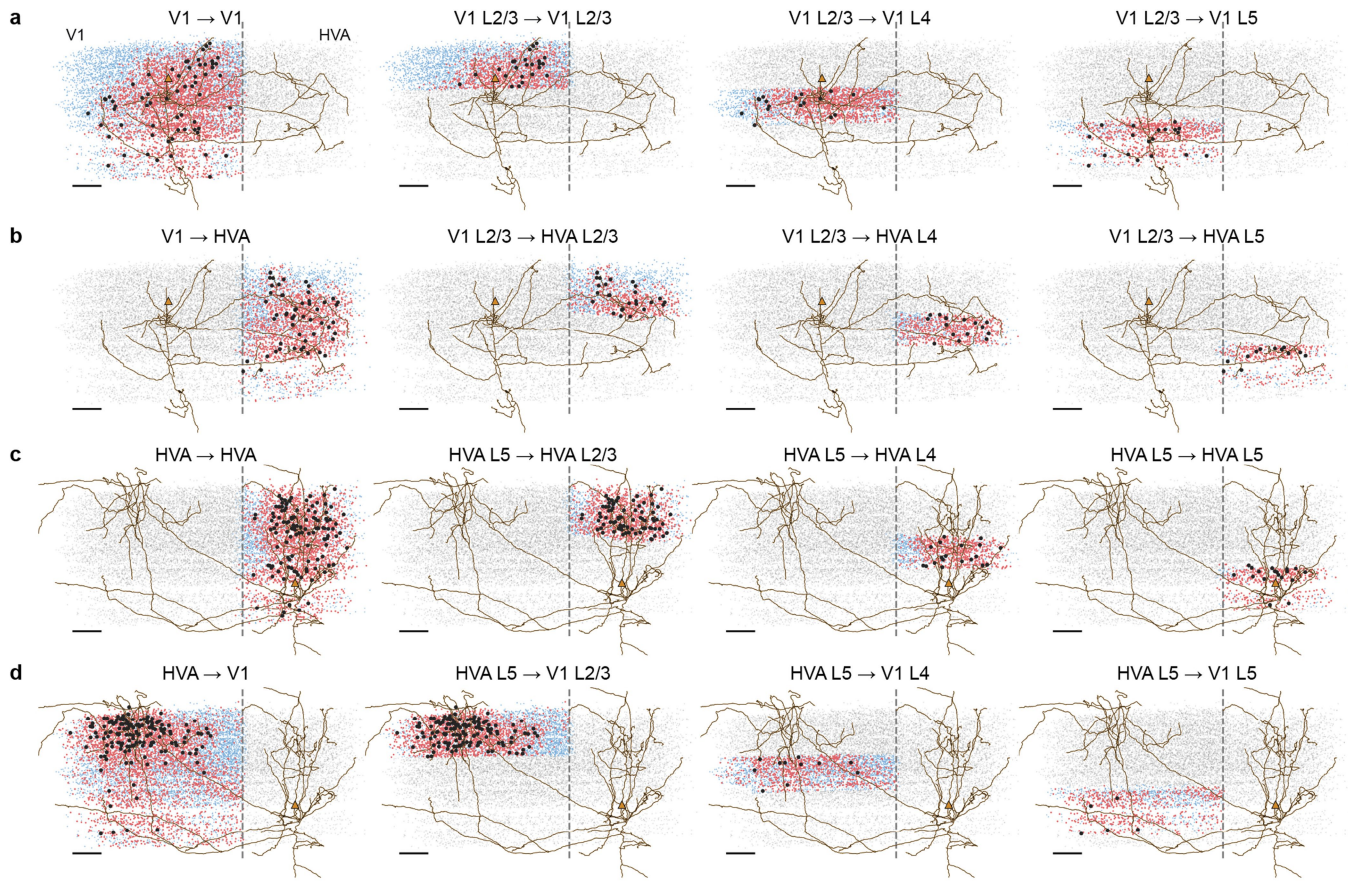 a
V1 → V1
V1 L2/3 → V1 L2/3
V1 L2/3 → V1 L4
V1 L2/3 → V1 L5
V1
HVA
b
V1 → HVA
V1 L2/3 → HVA L2/3
V1 L2/3 → HVA L4
V1 L2/3 → HVA L5
c
HVA → HVA
HVA L5 → HVA L2/3
HVA L5 → HVA L4
HVA L5 → HVA L5
d
HVA → V1
HVA L5 → V1 L2/3
HVA L5 → V1 L4
HVA L5 → V1 L5